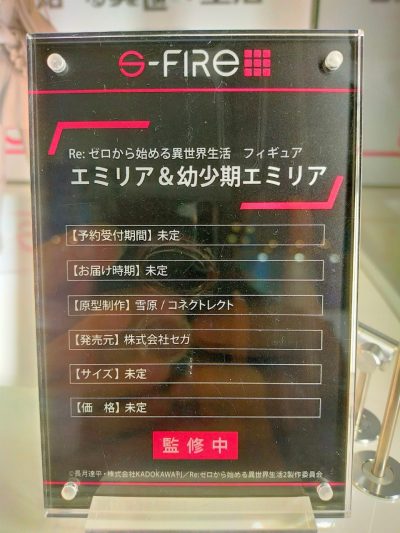 S-FIRE
Re:ゼロから始める異世界生活　フィギュア
エミリア＆幼少期エミリア
【予約受付期間】未定
【お届け時期】未定
【原型制作】雪原 / コネクトレクト
【発売元】株式会社セガ
【サイズ】未定
【価　格】未定
監修中
©長月達平・株式会社KADOKAWA刊／Re:ゼロから始める異世界生活2製作委員会